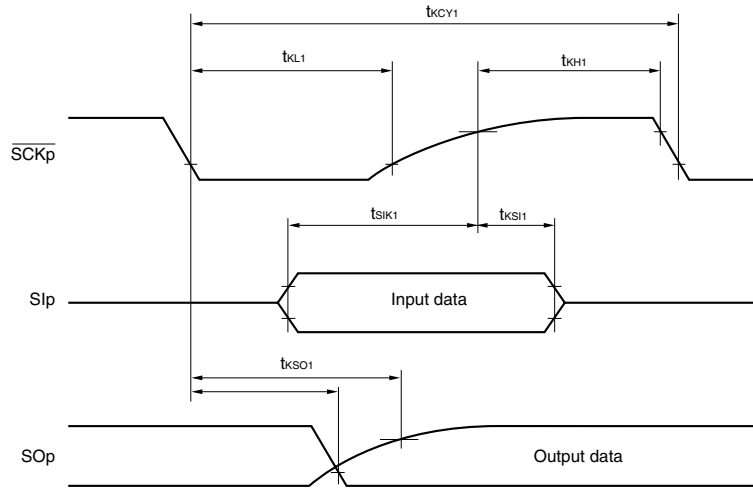 tKCY1
tKL1
tKH1
SCKp
tSIK1
tKSI1
SIp
Input data
tKSO1
SOp
Output data